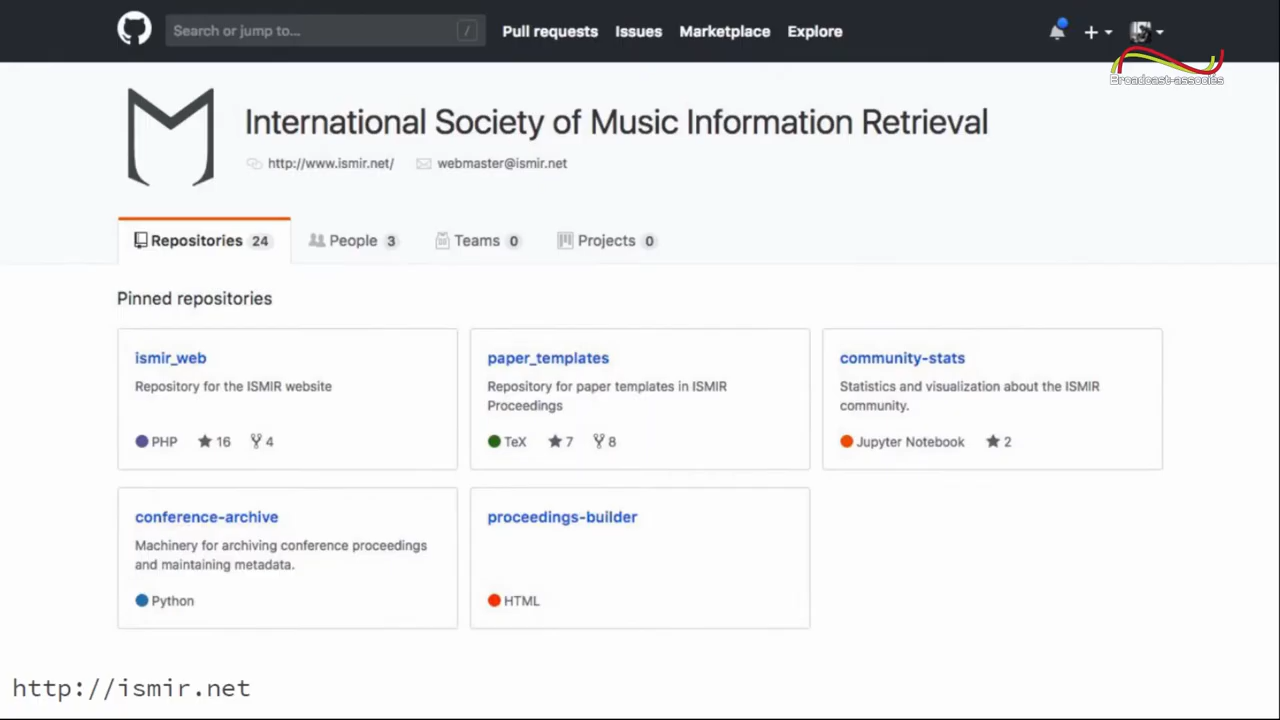 Search or jump to...
/
Pull requests
Issues
Marketplace
Explore
Broadcast-associés
International Society of Music Information Retrieval
http://www.ismir.net/
webmaster@ismir.net
Repositories 24
People 3
Teams 0
Projects 0
Pinned repositories
ismir_web
Repository for the ISMIR website
PHP 16 4
paper_templates
Repository for paper templates in ISMIR
Proceedings
TeX 7 8
community-stats
Statistics and visualization about the ISMIR
community.
Jupyter Notebook 2
conference-archive
Machinery for archiving conference proceedings
and maintaining metadata.
Python
proceedings-builder
HTML
http://ismir.net